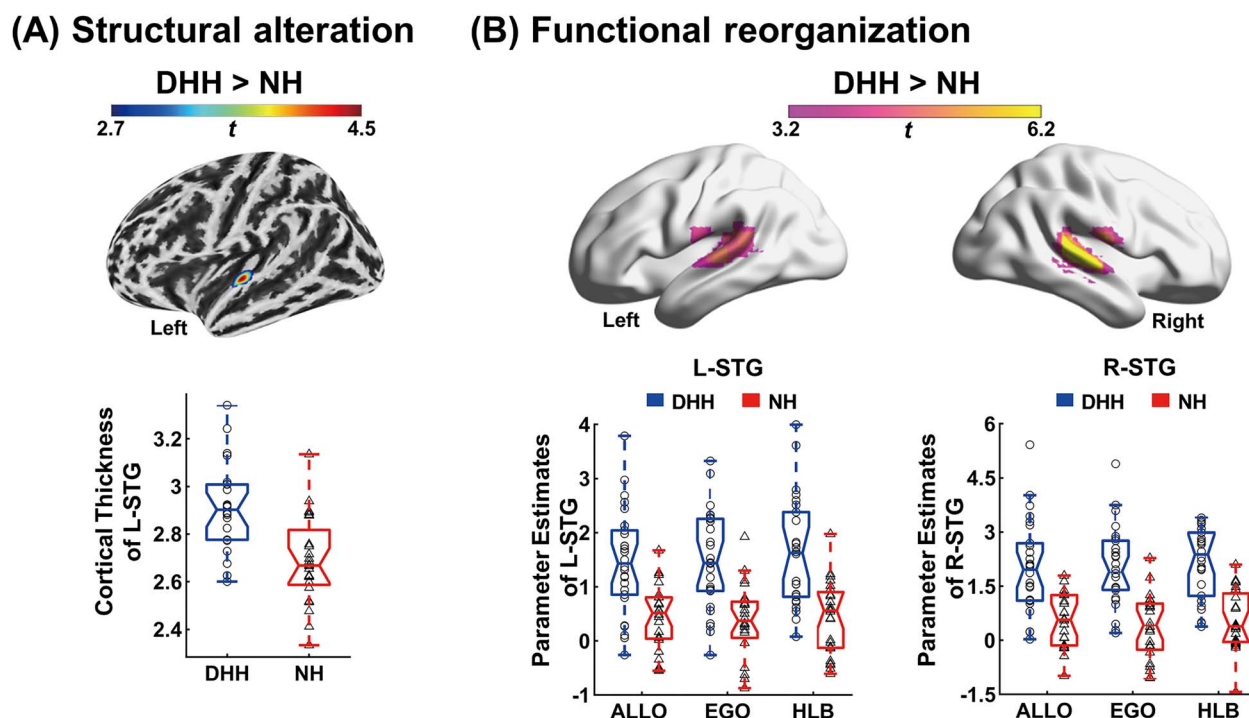 (A) Structural alteration
DHH > NH
2.7 t 4.5
Left
Cortical Thickness
of L-STG
3.2
3
2.8
2.6
2.4
DHH NH
(B) Functional reorganization
DHH > NH
3.2 t 6.2
Left
Right
L-STG
DHH NH
Parameter Estimates
of L-STG
4
3
2
1
0
-1
ALLO EGO HLB
R-STG
DHH NH
Parameter Estimates
of R-STG
6
4.5
3
1.5
0
-1.5
ALLO EGO HLB